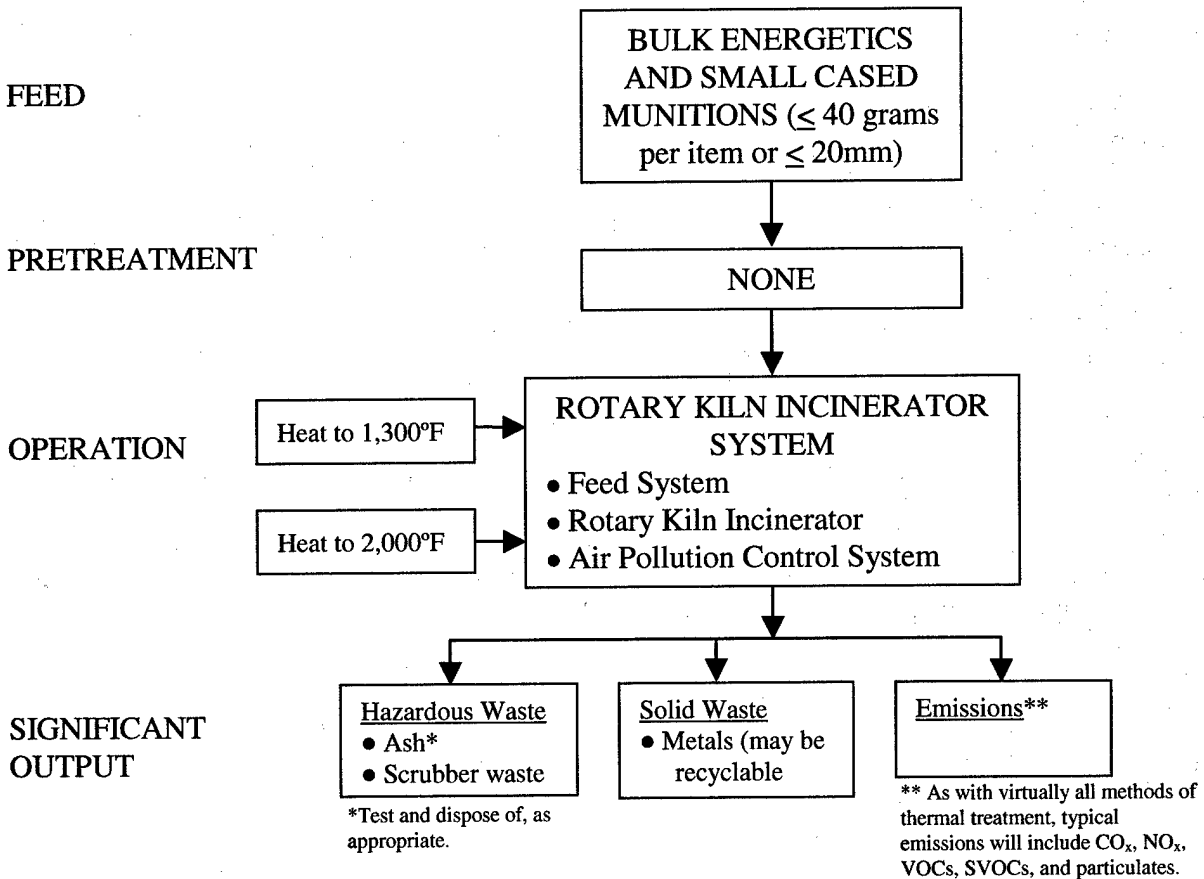 FEED
BULK ENERGETICS
AND SMALL CASED
MUNITIONS (≤ 40 grams
per item or ≤ 20mm)
PRETREATMENT
NONE
OPERATION
Heat to 1,300ºF
Heat to 2,000ºF
ROTARY KILN INCINERATOR
SYSTEM
● Feed System
● Rotary Kiln Incinerator
● Air Pollution Control System
SIGNIFICANT
OUTPUT
Hazardous Waste
● Ash*
● Scrubber waste
*Test and dispose of, as
appropriate.
Solid Waste
● Metals (may be
recyclable
Emissions**
** As with virtually all methods of
thermal treatment, typical
emissions will include COₓ, NOₓ,
VOCs, SVOCs, and particulates.